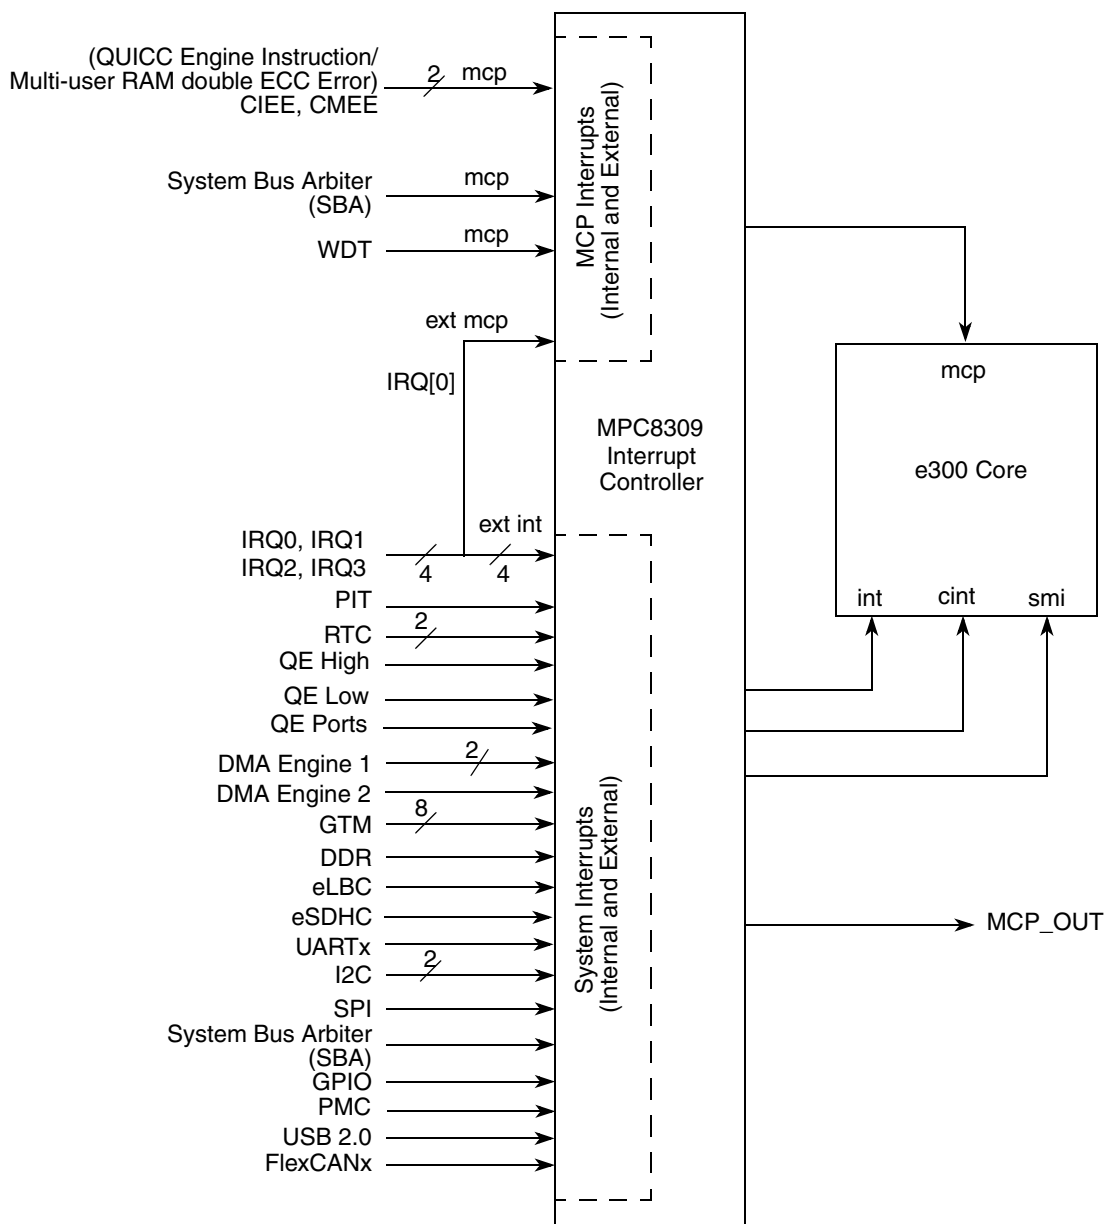 (QUICC Engine Instruction/
Multi-user RAM double ECC Error)
CIEE, CMEE
2
mcp
System Bus Arbiter
(SBA)
mcp
WDT
mcp
ext mcp
IRQ[0]
MCP Interrupts
(Internal and External)
MPC8309
Interrupt
Controller
mcp
e300 Core
int
cint
smi
IRQ0, IRQ1
IRQ2, IRQ3
4
ext int
4
PIT
RTC
2
QE High
QE Low
QE Ports
DMA Engine 1
2
DMA Engine 2
GTM
8
DDR
eLBC
eSDHC
UARTx
I2C
2
SPI
System Bus Arbiter
(SBA)
GPIO
PMC
USB 2.0
FlexCANx
System Interrupts
(Internal and External)
MCP_OUT